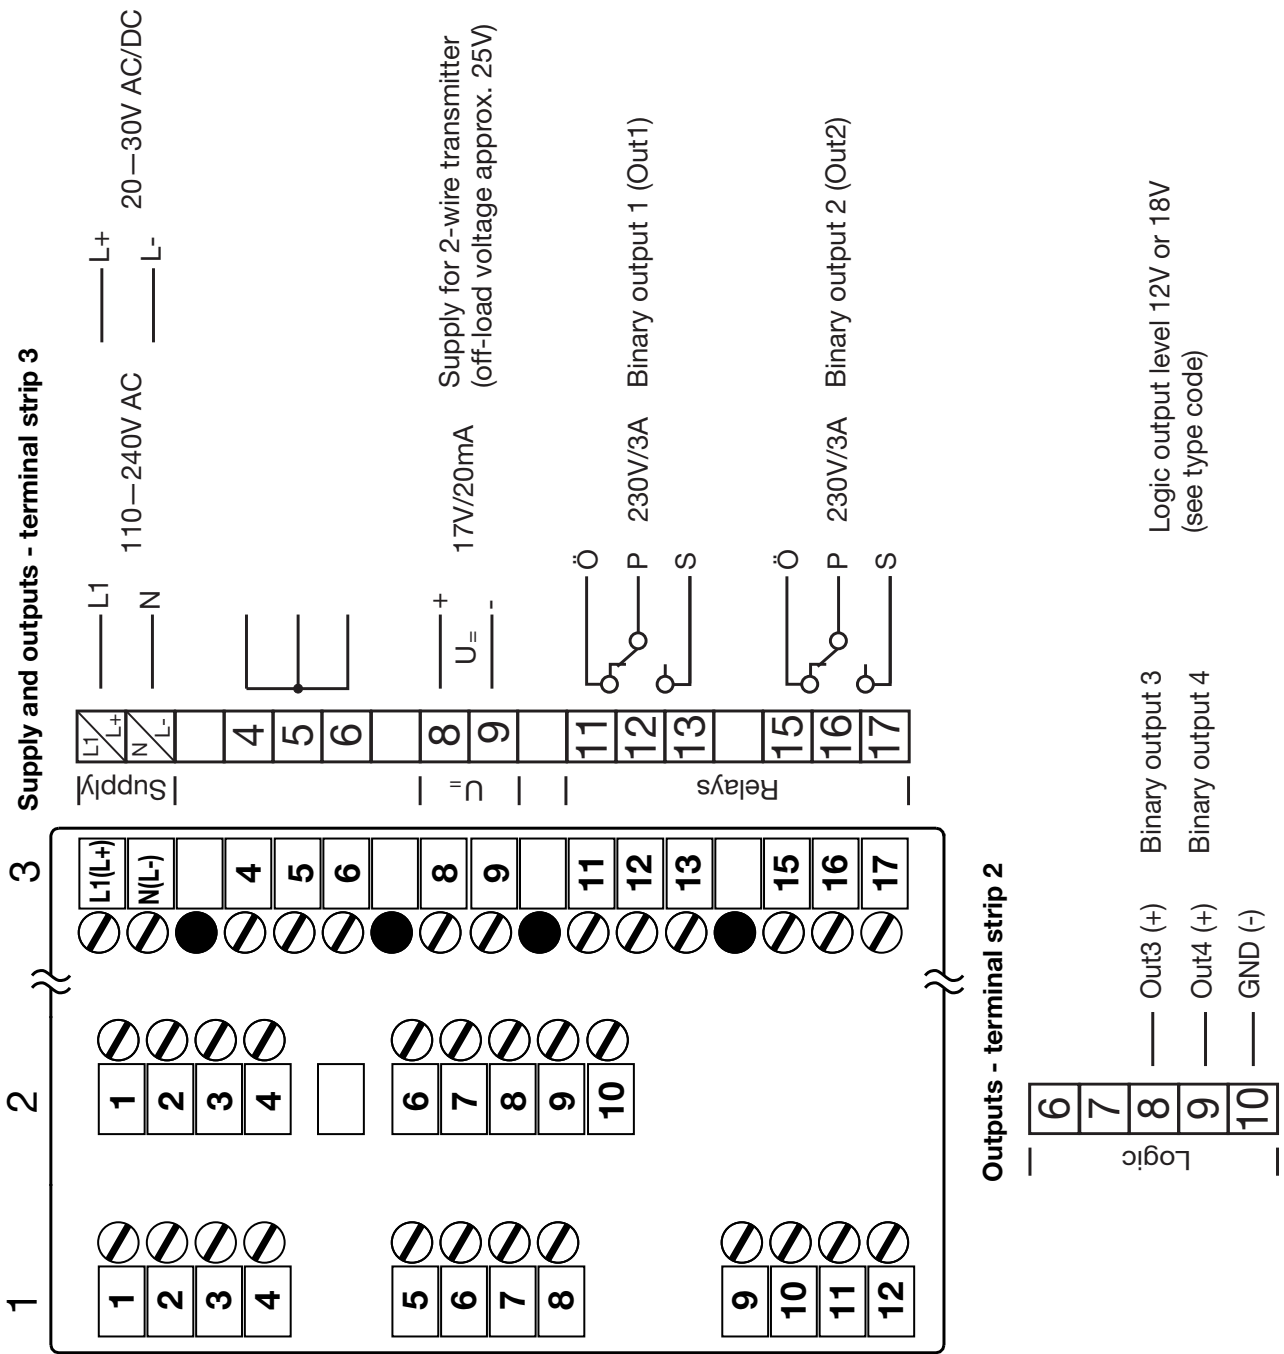 Supply and outputs - terminal strip 3
L1
N
110—240V AC
L+
L-
20—30V AC/DC
+
U=
-
17V/20mA
Supply for 2-wire transmitter
(off-load voltage approx. 25V)
Ö
P
S
230V/3A
Binary output 1 (Out1)
Ö
P
S
230V/3A
Binary output 2 (Out2)
L1/L+
N/L-
4
5
6
8
9
11
12
13
15
16
17
Supply
U=
Relays
3
L1(L+)
N(L-)
4
5
6
8
9
11
12
13
15
16
17
2
1
2
3
4
6
7
8
9
10
1
1
2
3
4
5
6
7
8
9
10
11
12
Outputs - terminal strip 2
Logic
6
7
8
9
10
Out3 (+)
Binary output 3
Out4 (+)
Binary output 4
GND (-)
Logic output level 12V or 18V
(see type code)